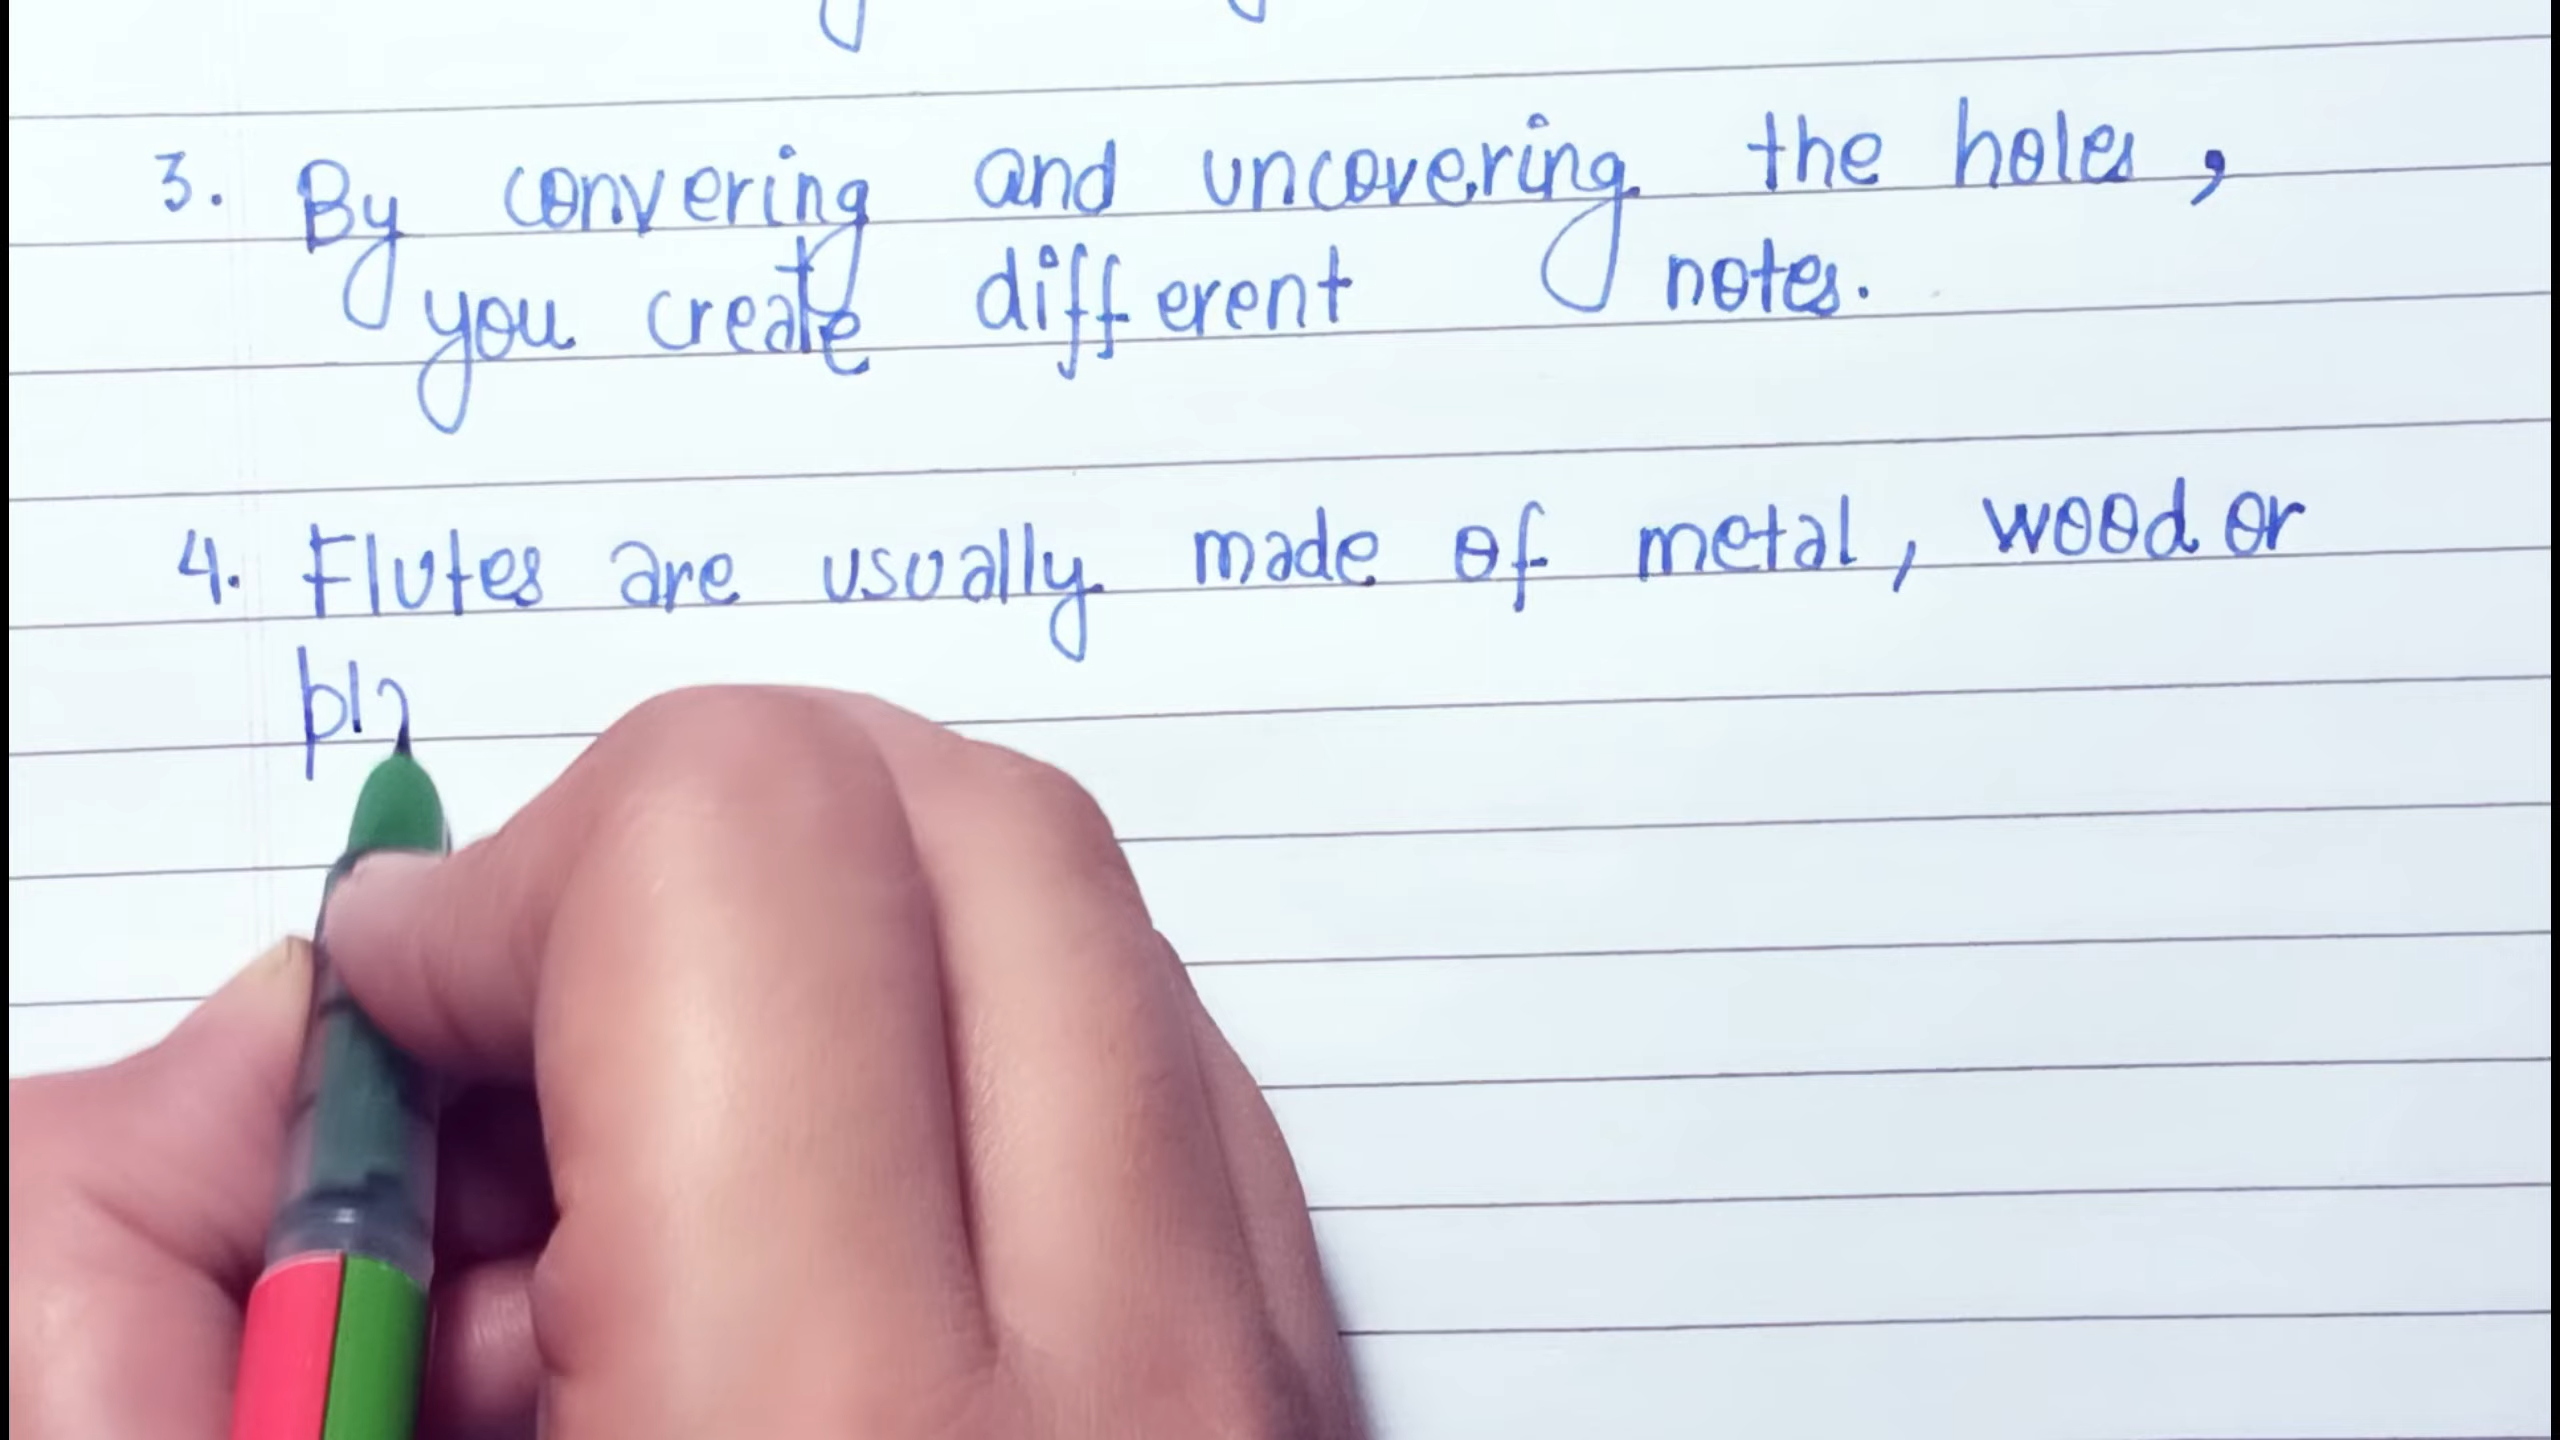 3. By convering and uncovering the holes,
you create different notes.
4. Flutes are usually made of metal, wood or